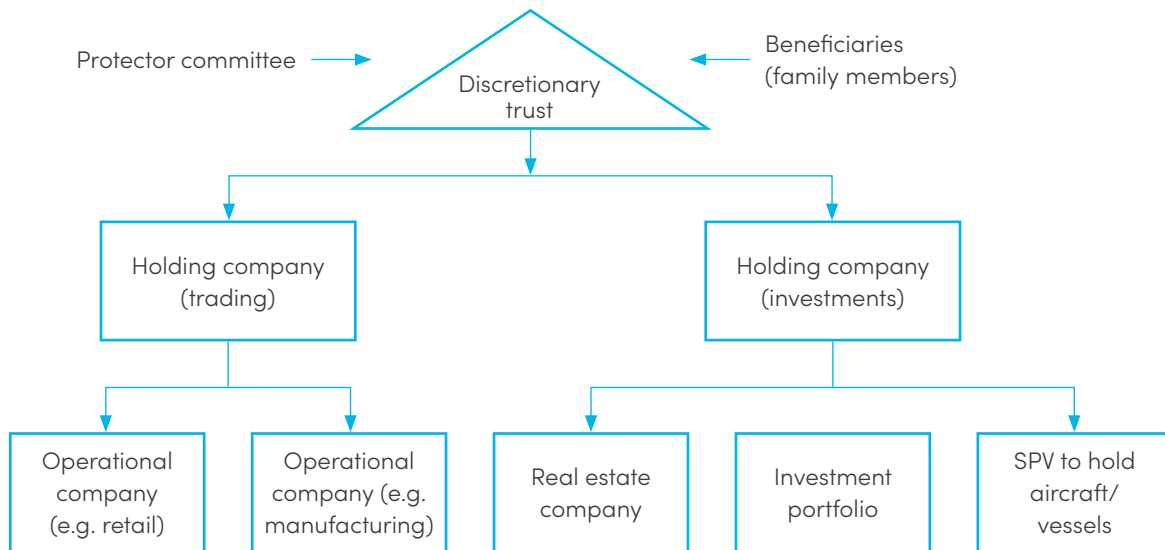 Protector committee
Beneficiaries
(family members)
Discretionary
trust
Holding company
(trading)
Holding company
(investments)
Operational
company
(e.g. retail)
Operational
company (e.g.
manufacturing)
Real estate
company
Investment
portfolio
SPV to hold
aircraft/
vessels